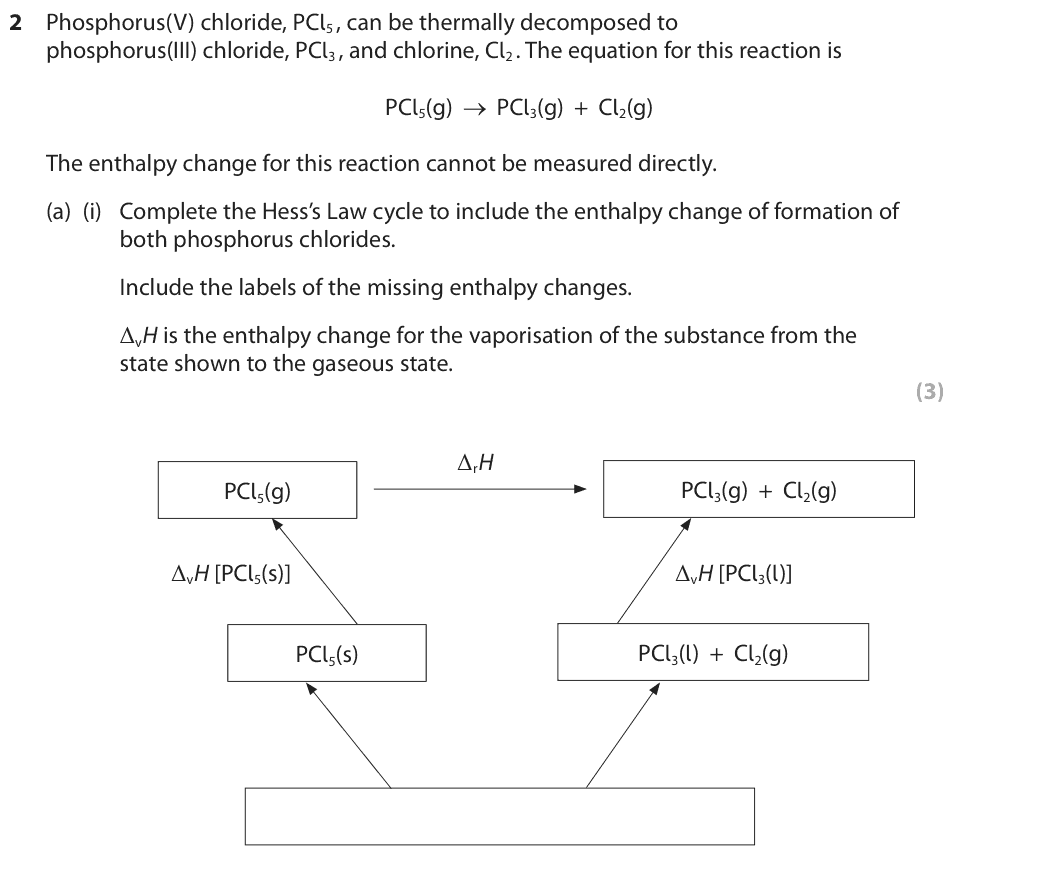 2 Phosphorus(V) chloride, PCl₅, can be thermally decomposed to
phosphorus(III) chloride, PCl₃, and chlorine, Cl₂. The equation for this reaction is
PCl₅(g) → PCl₃(g) + Cl₂(g)
The enthalpy change for this reaction cannot be measured directly.
(a) (i) Complete the Hess’s Law cycle to include the enthalpy change of formation of
both phosphorus chlorides.
Include the labels of the missing enthalpy changes.
ΔᵥH is the enthalpy change for the vaporisation of the substance from the
state shown to the gaseous state.
(3)
ΔᵣH
PCl₅(g)
PCl₃(g) + Cl₂(g)
ΔᵥH [PCl₅(s)]
ΔᵥH [PCl₃(l)]
PCl₅(s)
PCl₃(l) + Cl₂(g)